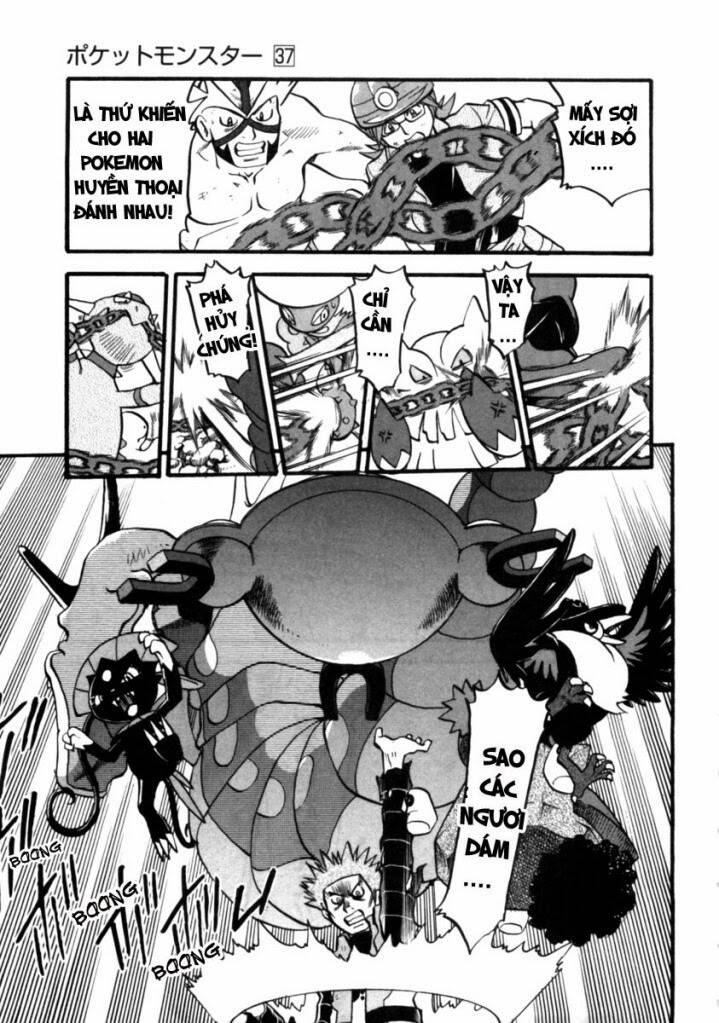 ポケットモンスター 37
MẤY SỢI
XÍCH ĐÓ
....
LÀ THỨ KHIẾN
CHO HAI
POKEMON
HUYỀN THOẠI
ĐÁNH NHAU!
VẬY
TA ...
CHỈ
CẦN
....
PHÁ
HỦY
CHÚNG!
SAO CÁC
NGƯƠI
DÁM
....
BOONG
BOONG
BOONG